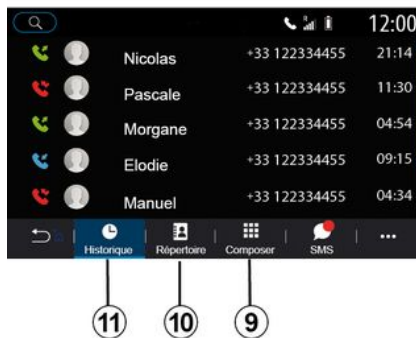 12:00
Nicolas +33 122334455 21:14
Pascale +33 122334455 11:30
Morgane +33 122334455 04:54
Elodie +33 122334455 09:15
Manuel +33 122334455 04:34
Historique Répertoire Composer SMS ...
11 10 9